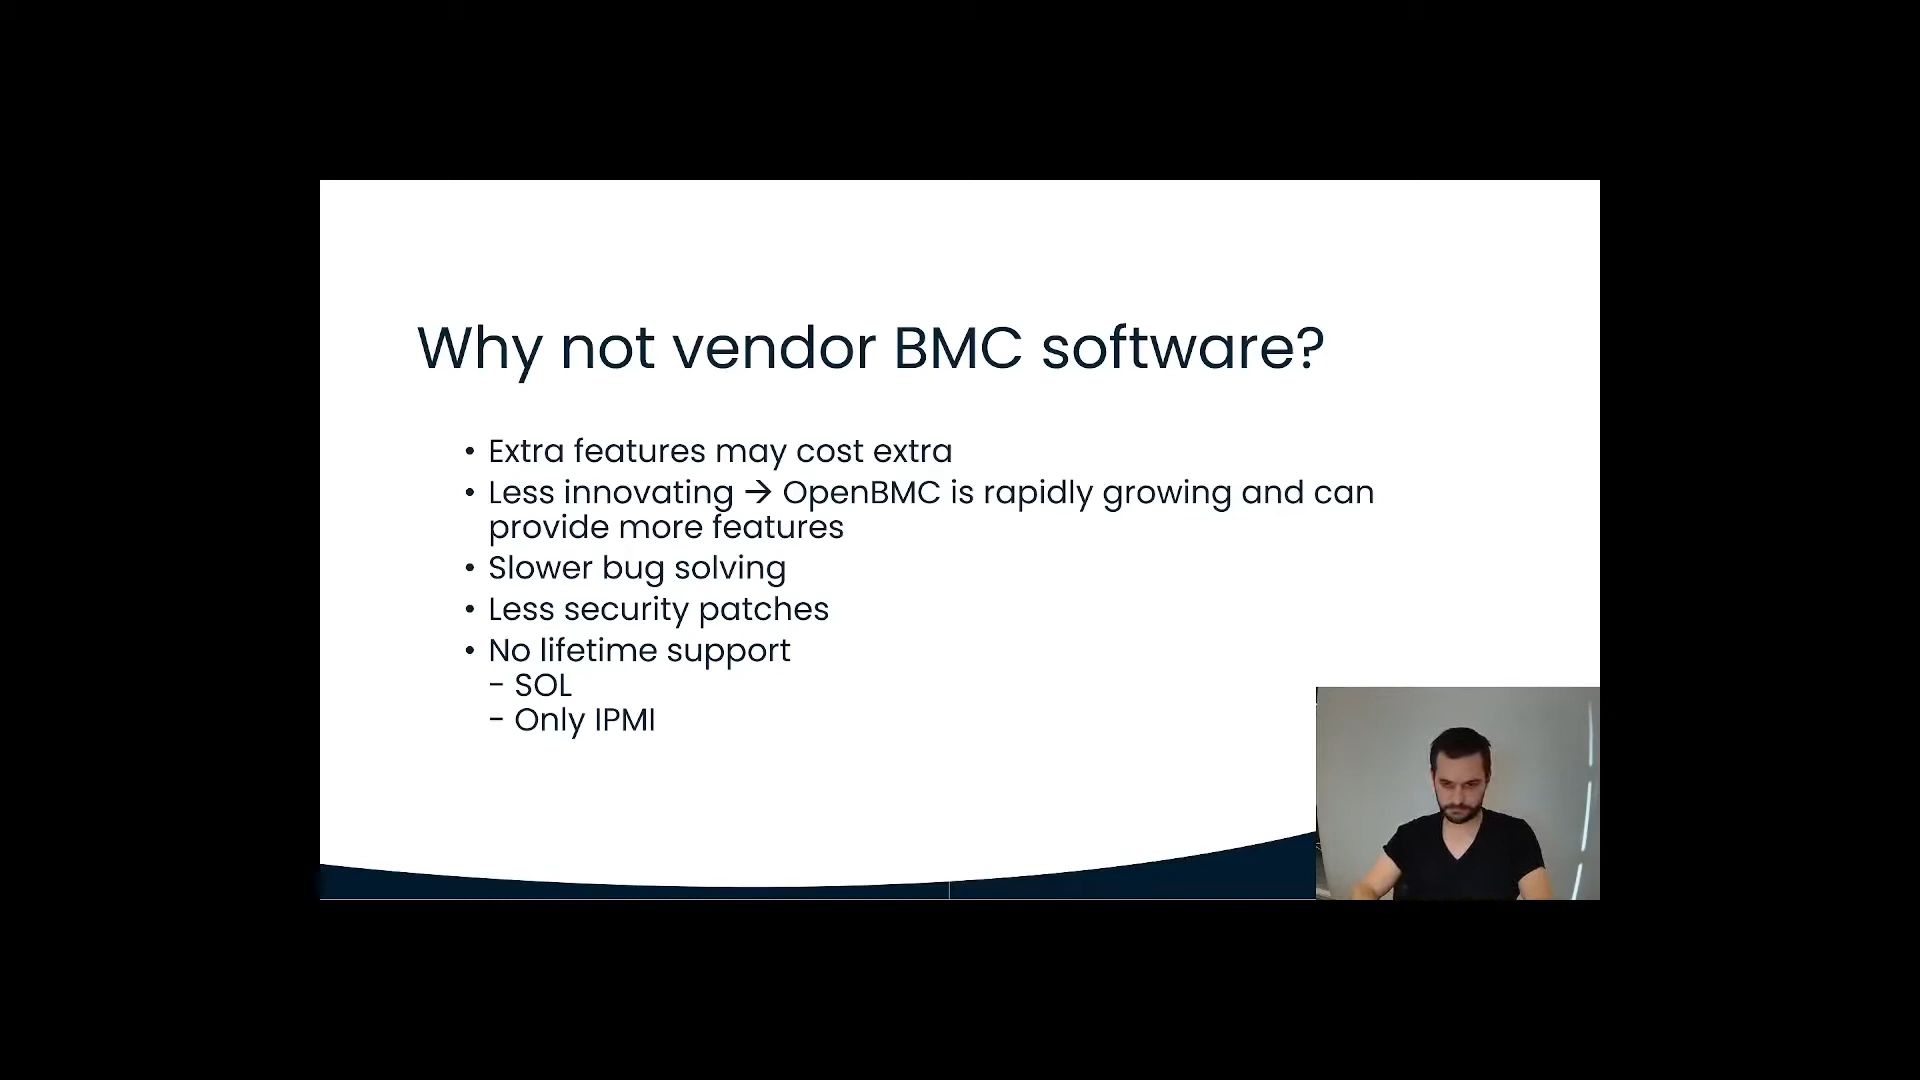 Why not vendor BMC software?
• Extra features may cost extra
• Less innovating → OpenBMC is rapidly growing and can
provide more features
• Slower bug solving
• Less security patches
• No lifetime support
- SOL
- Only IPMI